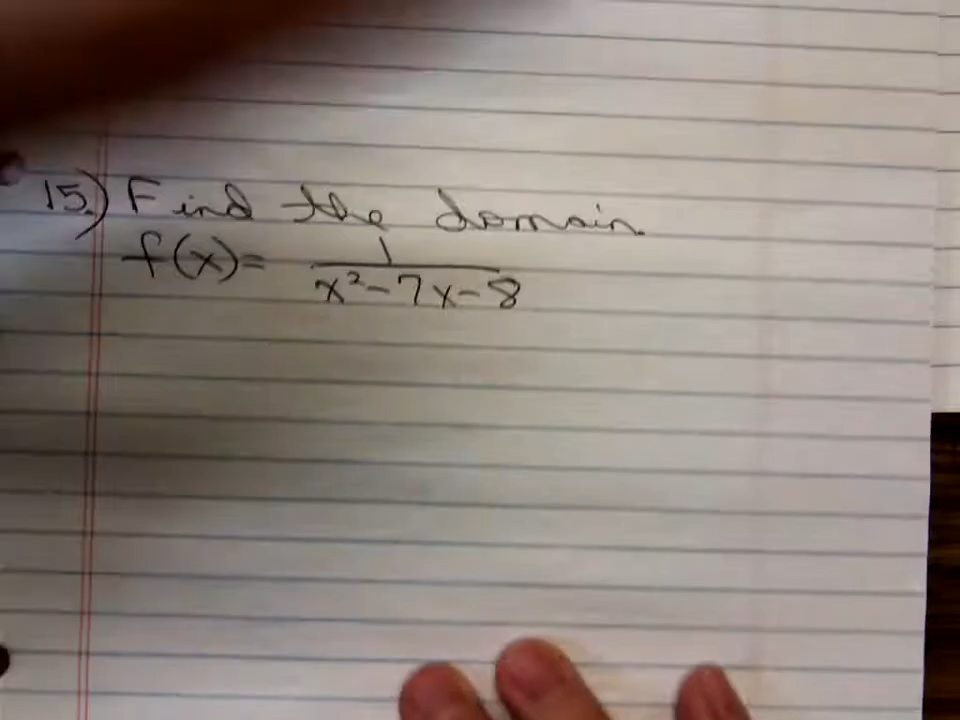 15.) Find the domain.
f(x)= 1/(x²-7x-8)